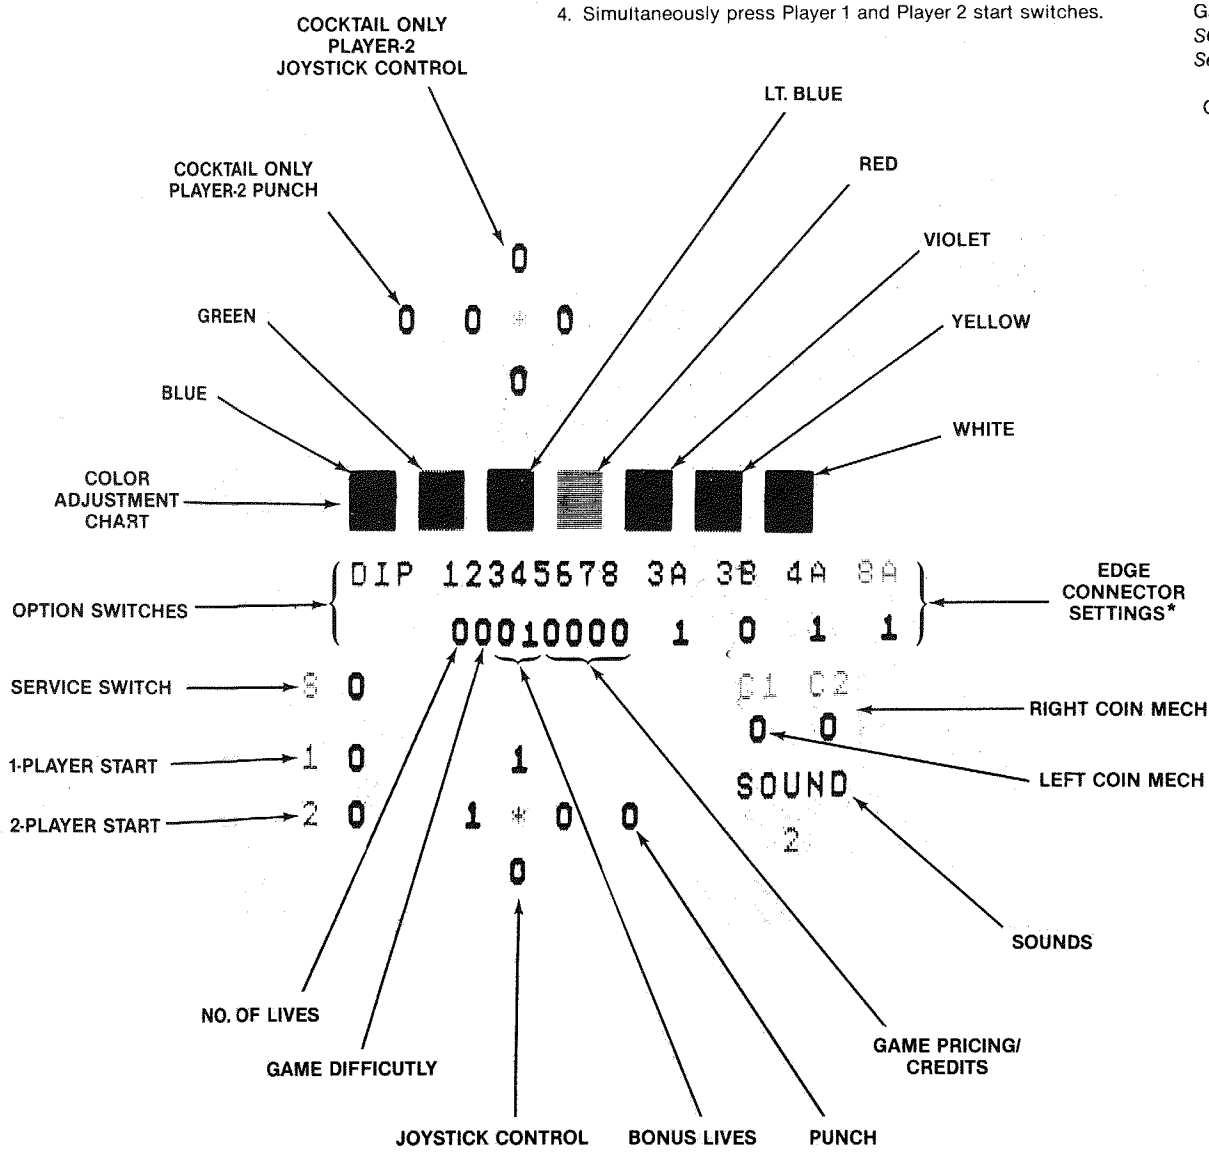 4. Simultaneously press Player 1 and Player 2 start switches.
COCKTAIL ONLY
PLAYER-2
JOYSTICK CONTROL
LT. BLUE
RED
COCKTAIL ONLY
PLAYER-2 PUNCH
VIOLET
0
GREEN
0 0 * 0
YELLOW
0
BLUE
WHITE
COLOR
ADJUSTMENT
CHART
DIP 12345678 3A 3B 4A 8A
EDGE
CONNECTOR
SETTINGS*
OPTION SWITCHES
00010000 1 0 1 1
SERVICE SWITCH
S 0
C1 C2
RIGHT COIN MECH
0 0
1-PLAYER START
1 0
1
SOUND
LEFT COIN MECH
2-PLAYER START
2 0
1 * 0 0
2
0
SOUNDS
NO. OF LIVES
GAME DIFFICUTLY
GAME PRICING/
CREDITS
JOYSTICK CONTROL
BONUS LIVES
PUNCH